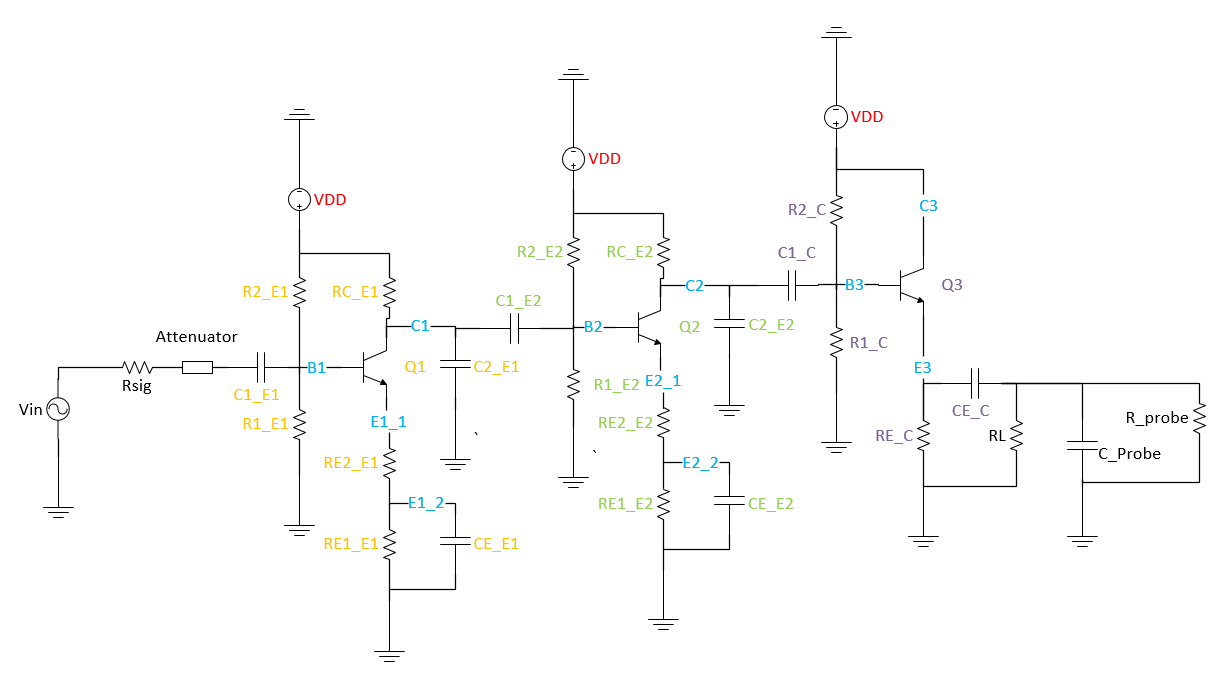 VDD
VDD
VDD
R2_C
C3
R2_E2
RC_E2
C1_C
R2_E1
RC_E1
C1_E2
C2
B3
Q3
C1
B2
Q2
C2_E2
Attenuator
R1_C
Rsig
B1
Q1
C2_E1
R1_E2
E2_1
E3
C1_E1
Vin
R1_E1
E1_1
RE2_E2
CE_C
R_probe
RE_C
RL
C_Probe
RE2_E1
E2_2
E1_2
RE1_E2
CE_E2
RE1_E1
CE_E1